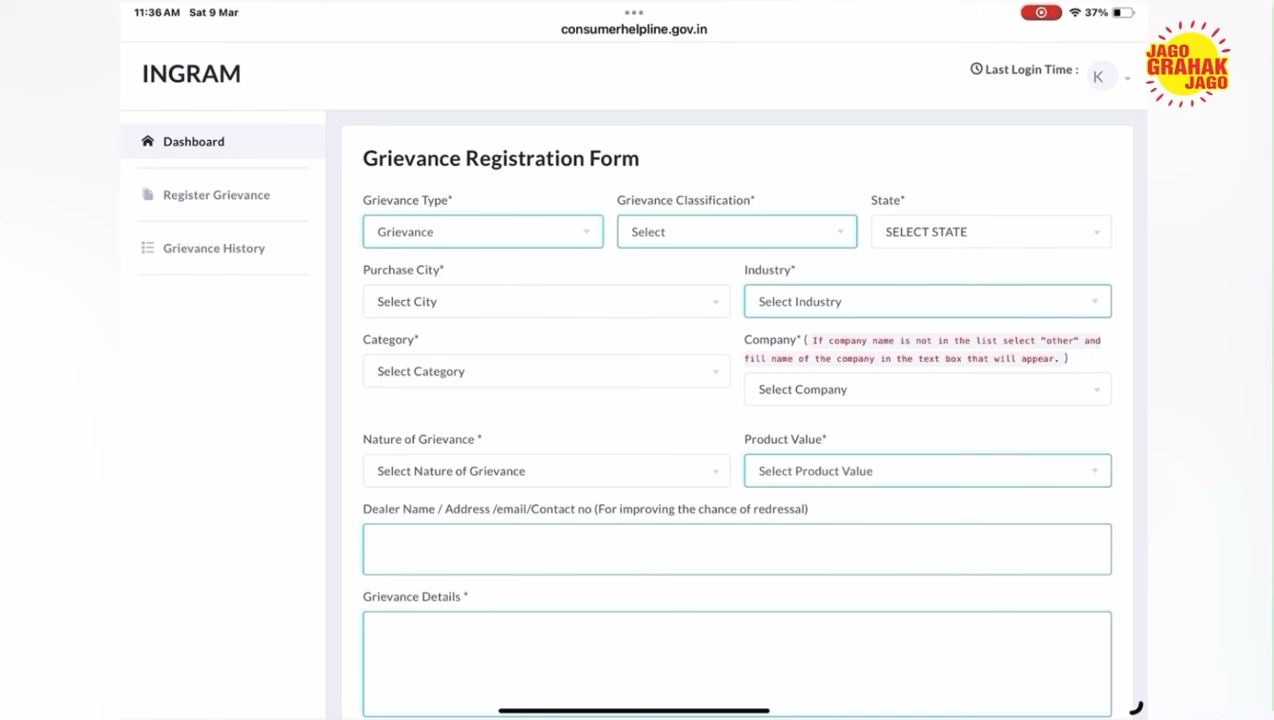 11:36 AM Sat 9 Mar
37%
consumerhelpline.gov.in
JAGO
GRAHAK
JAGO
INGRAM
Last Login Time :
K
Dashboard
Register Grievance
Grievance History
Grievance Registration Form
Grievance Type* Grievance Classification* State*
Grievance Select SELECT STATE
Purchase City* Industry*
Select City Select Industry
Category* Company* ( If company name is not in the list select "other" and
fill name of the company in the text box that will appear. )
Select Category Select Company
Nature of Grievance * Product Value*
Select Nature of Grievance Select Product Value
Dealer Name / Address /email/Contact no (For improving the chance of redressal)
Grievance Details *